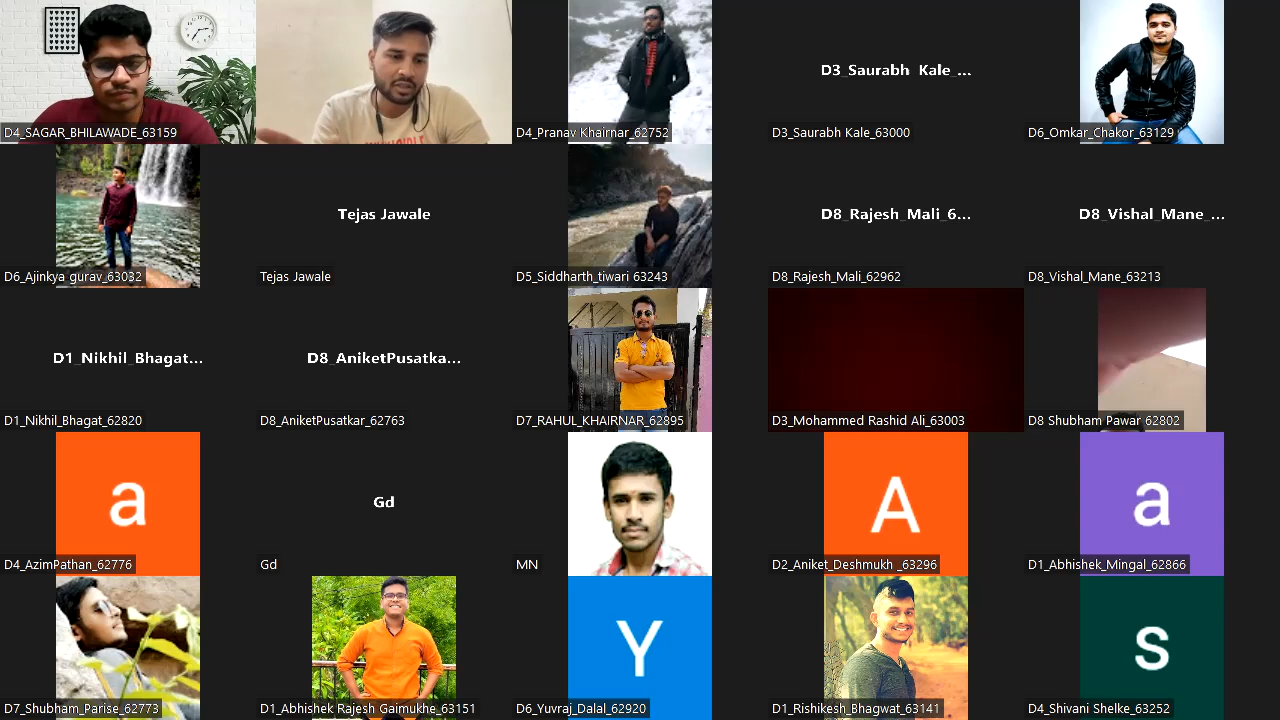 D4_SAGAR_BHILAWADE_63159
D4_Pranav Khairnar_62752
D3_Saurabh Kale_...
D3_Saurabh Kale_63000
D6_Omkar_Chakor_63129
D6_Ajinkya_gurav_63032
Tejas Jawale
Tejas Jawale
D5_Siddharth_tiwari_63243
D8_Rajesh_Mali_6...
D8_Rajesh_Mali_62962
D8_Vishal_Mane_...
D8_Vishal_Mane_63213
D1_Nikhil_Bhagat...
D1_Nikhil_Bhagat_62820
D8_AniketPusatka...
D8_AniketPusatkar_62763
D7_RAHUL_KHAIRNAR_62895
D3_Mohammed Rashid Ali_63003
D8 Shubham Pawar 62802
a
D4_AzimPathan_62776
Gd
Gd
MN
A
D2_Aniket_Deshmukh _63296
a
D1_Abhishek_Mingal_62866
D7_Shubham_Parise_62773
D1_Abhishek Rajesh Gaimukhe_63151
Y
D6_Yuvraj_Dalal_62920
D1_Rishikesh_Bhagwat_63141
s
D4_Shivani Shelke_63252